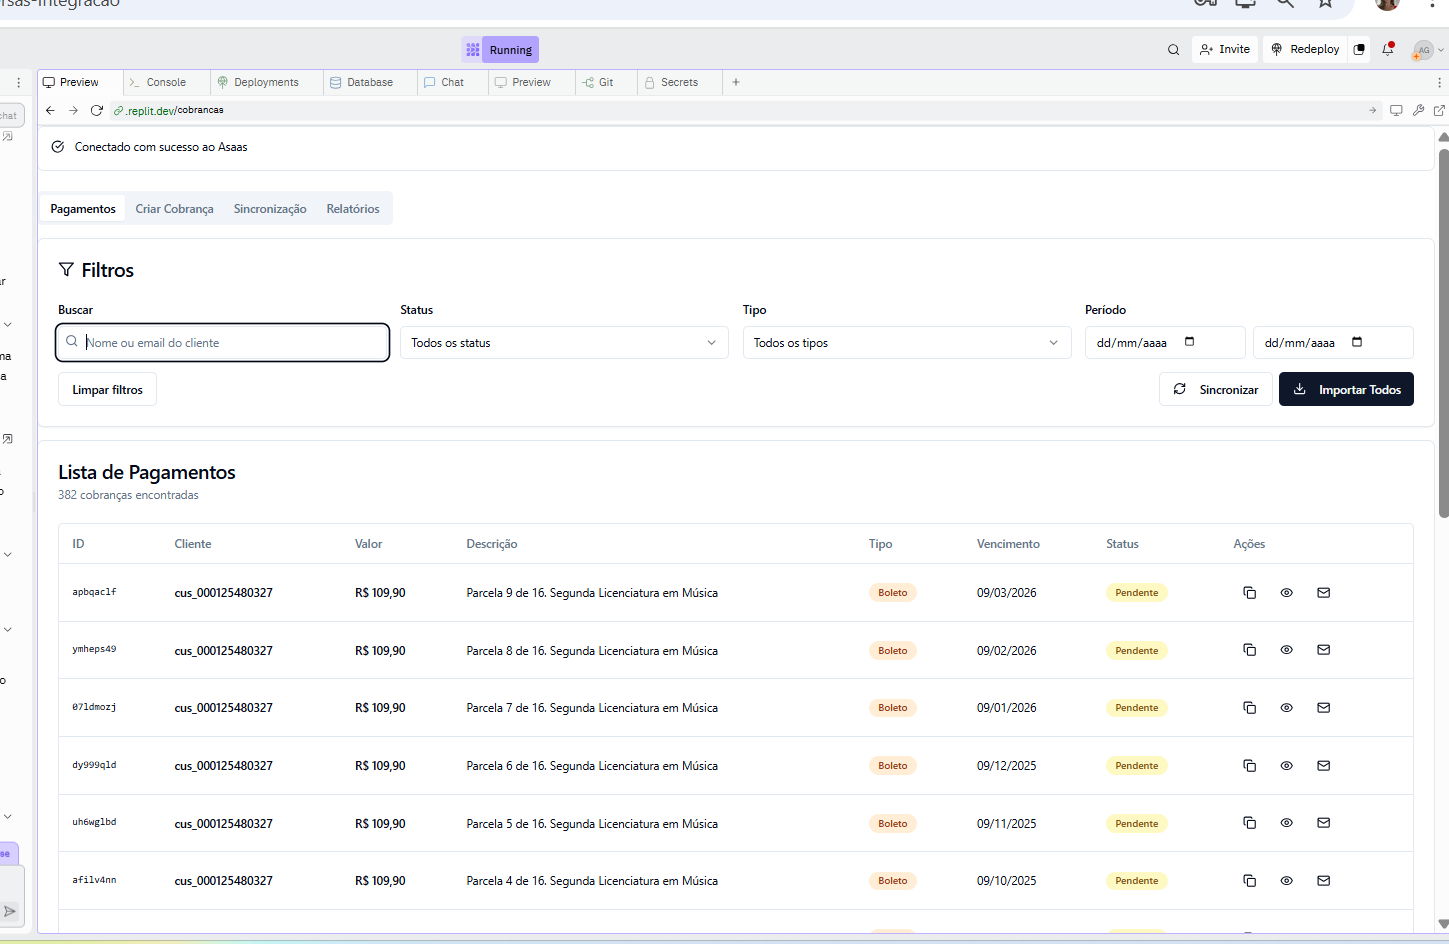 Running
Invite
Redeploy
AG
Preview
Console
Deployments
Database
Chat
Preview
Git
Secrets
.replit.dev/cobrancas
Conectado com sucesso ao Asaas
Pagamentos Criar Cobrança Sincronização Relatórios
Filtros
Buscar Status Tipo Período
Nome ou email do cliente Todos os status Todos os tipos dd/mm/aaaa dd/mm/aaaa
Limpar filtros Sincronizar Importar Todos
Lista de Pagamentos
382 cobranças encontradas
ID Cliente Valor Descrição Tipo Vencimento Status Ações
apbqaclf cus_000125480327 R$ 109,90 Parcela 9 de 16. Segunda Licenciatura em Música Boleto 09/03/2026 Pendente
ymheps49 cus_000125480327 R$ 109,90 Parcela 8 de 16. Segunda Licenciatura em Música Boleto 09/02/2026 Pendente
07ldmozj cus_000125480327 R$ 109,90 Parcela 7 de 16. Segunda Licenciatura em Música Boleto 09/01/2026 Pendente
dy999qld cus_000125480327 R$ 109,90 Parcela 6 de 16. Segunda Licenciatura em Música Boleto 09/12/2025 Pendente
uh6wglbd cus_000125480327 R$ 109,90 Parcela 5 de 16. Segunda Licenciatura em Música Boleto 09/11/2025 Pendente
afilv4nn cus_000125480327 R$ 109,90 Parcela 4 de 16. Segunda Licenciatura em Música Boleto 09/10/2025 Pendente